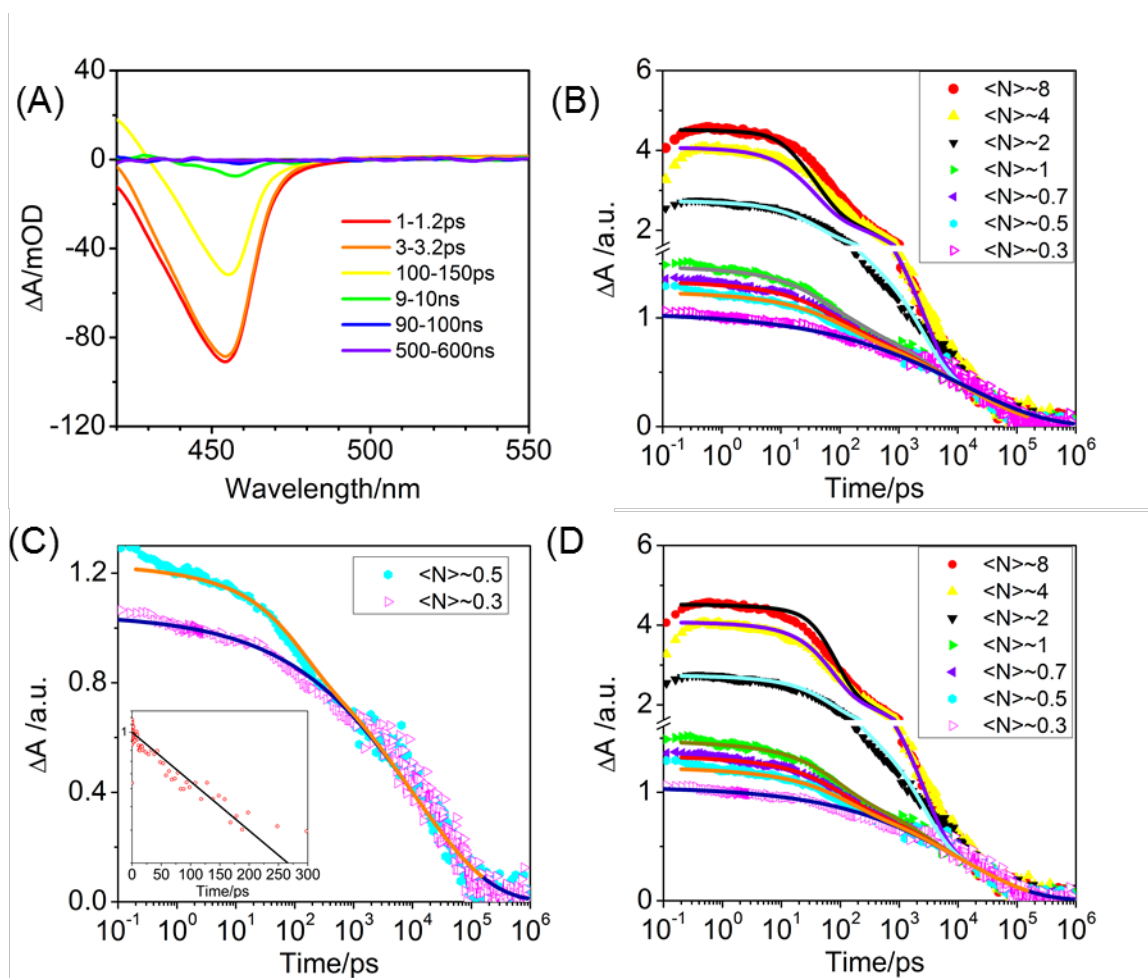 (A)
40
0
-40
-80
-120
ΔA/mOD
1-1.2ps
3-3.2ps
100-150ps
9-10ns
90-100ns
500-600ns
450
500
550
Wavelength/nm
(B)
6
4
2
1
0
ΔA /a.u.
<N>~8
<N>~4
<N>~2
<N>~1
<N>~0.7
<N>~0.5
<N>~0.3
10-1 100 101 102 103 104 105 106
Time/ps
(C)
1.2
0.8
0.4
0.0
ΔA /a.u.
<N>~0.5
<N>~0.3
1
0 50 100 150 200 250 300
Time/ps
10-1 100 101 102 103 104 105 106
Time/ps
(D)
6
4
2
1
0
ΔA /a.u.
<N>~8
<N>~4
<N>~2
<N>~1
<N>~0.7
<N>~0.5
<N>~0.3
10-1 100 101 102 103 104 105 106
Time/ps